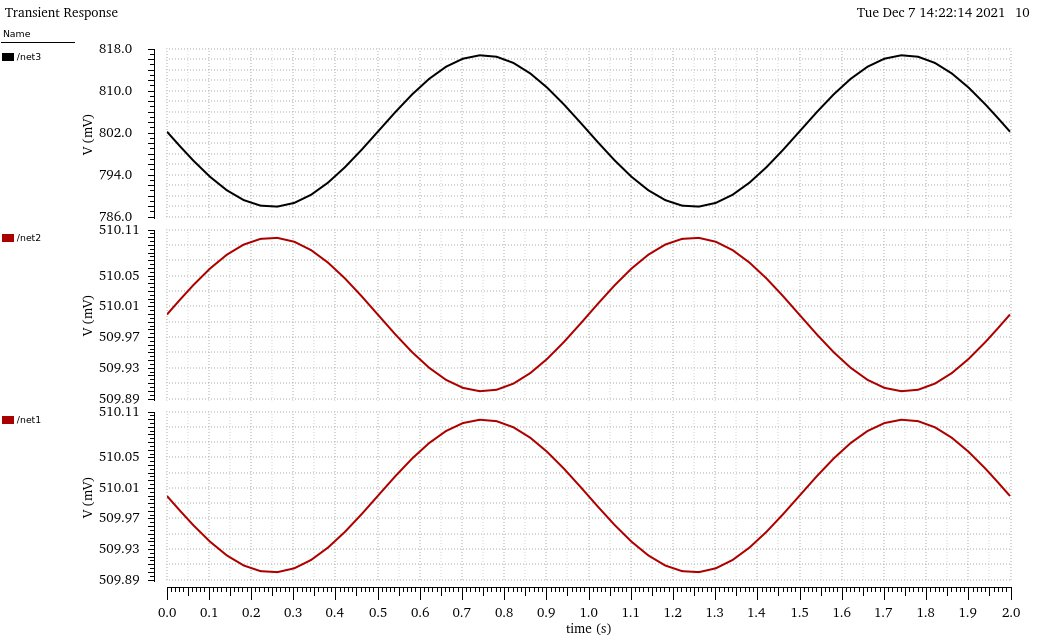 Transient Response
Tue Dec 7 14:22:14 2021 10
Name
/net3
818.0
810.0
802.0
794.0
786.0
V (mV)
/net2
510.11
510.05
510.01
509.97
509.93
509.89
V (mV)
/net1
510.11
510.05
510.01
509.97
509.93
509.89
V (mV)
0.0 0.1 0.2 0.3 0.4 0.5 0.6 0.7 0.8 0.9 1.0 1.1 1.2 1.3 1.4 1.5 1.6 1.7 1.8 1.9 2.0
time (s)